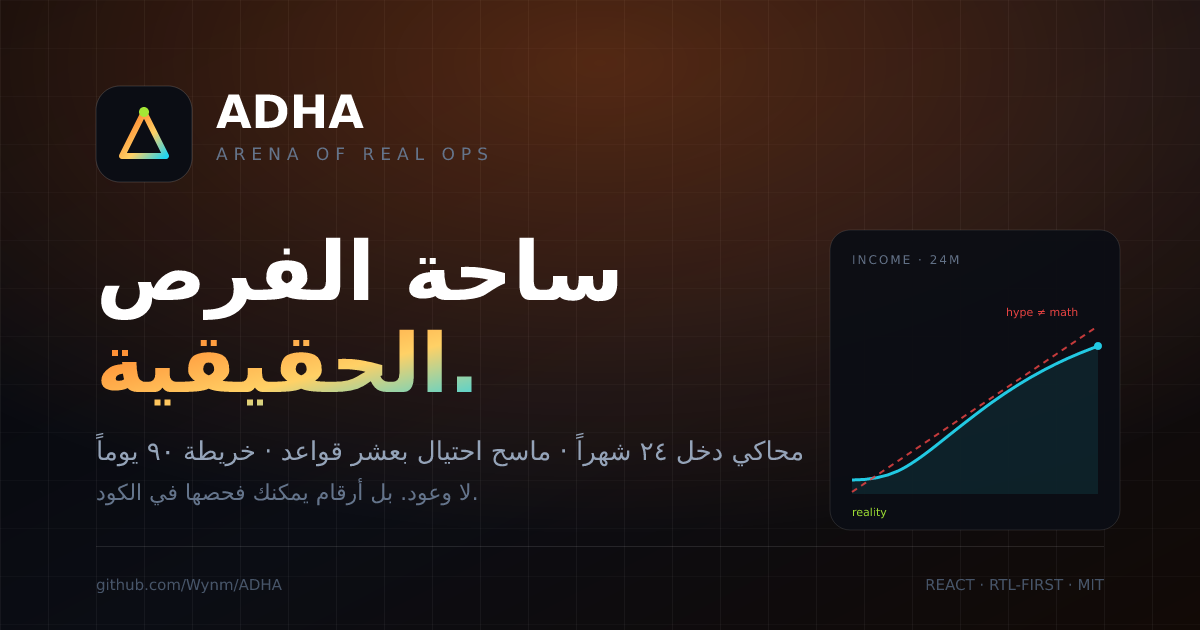 ADHA
ARENA OF REAL OPS
ساحة الفرص
الحقيقية.
محاكي دخل ٢٤ شهراً · ماسح احتيال بعشر قواعد · خريطة ٩٠ يوماً
لا وعود. بل أرقام يمكنك فحصها في الكود.
INCOME · 24M
hype ≠ math
reality
github.com/Wynm/ADHA
REACT · RTL-FIRST · MIT